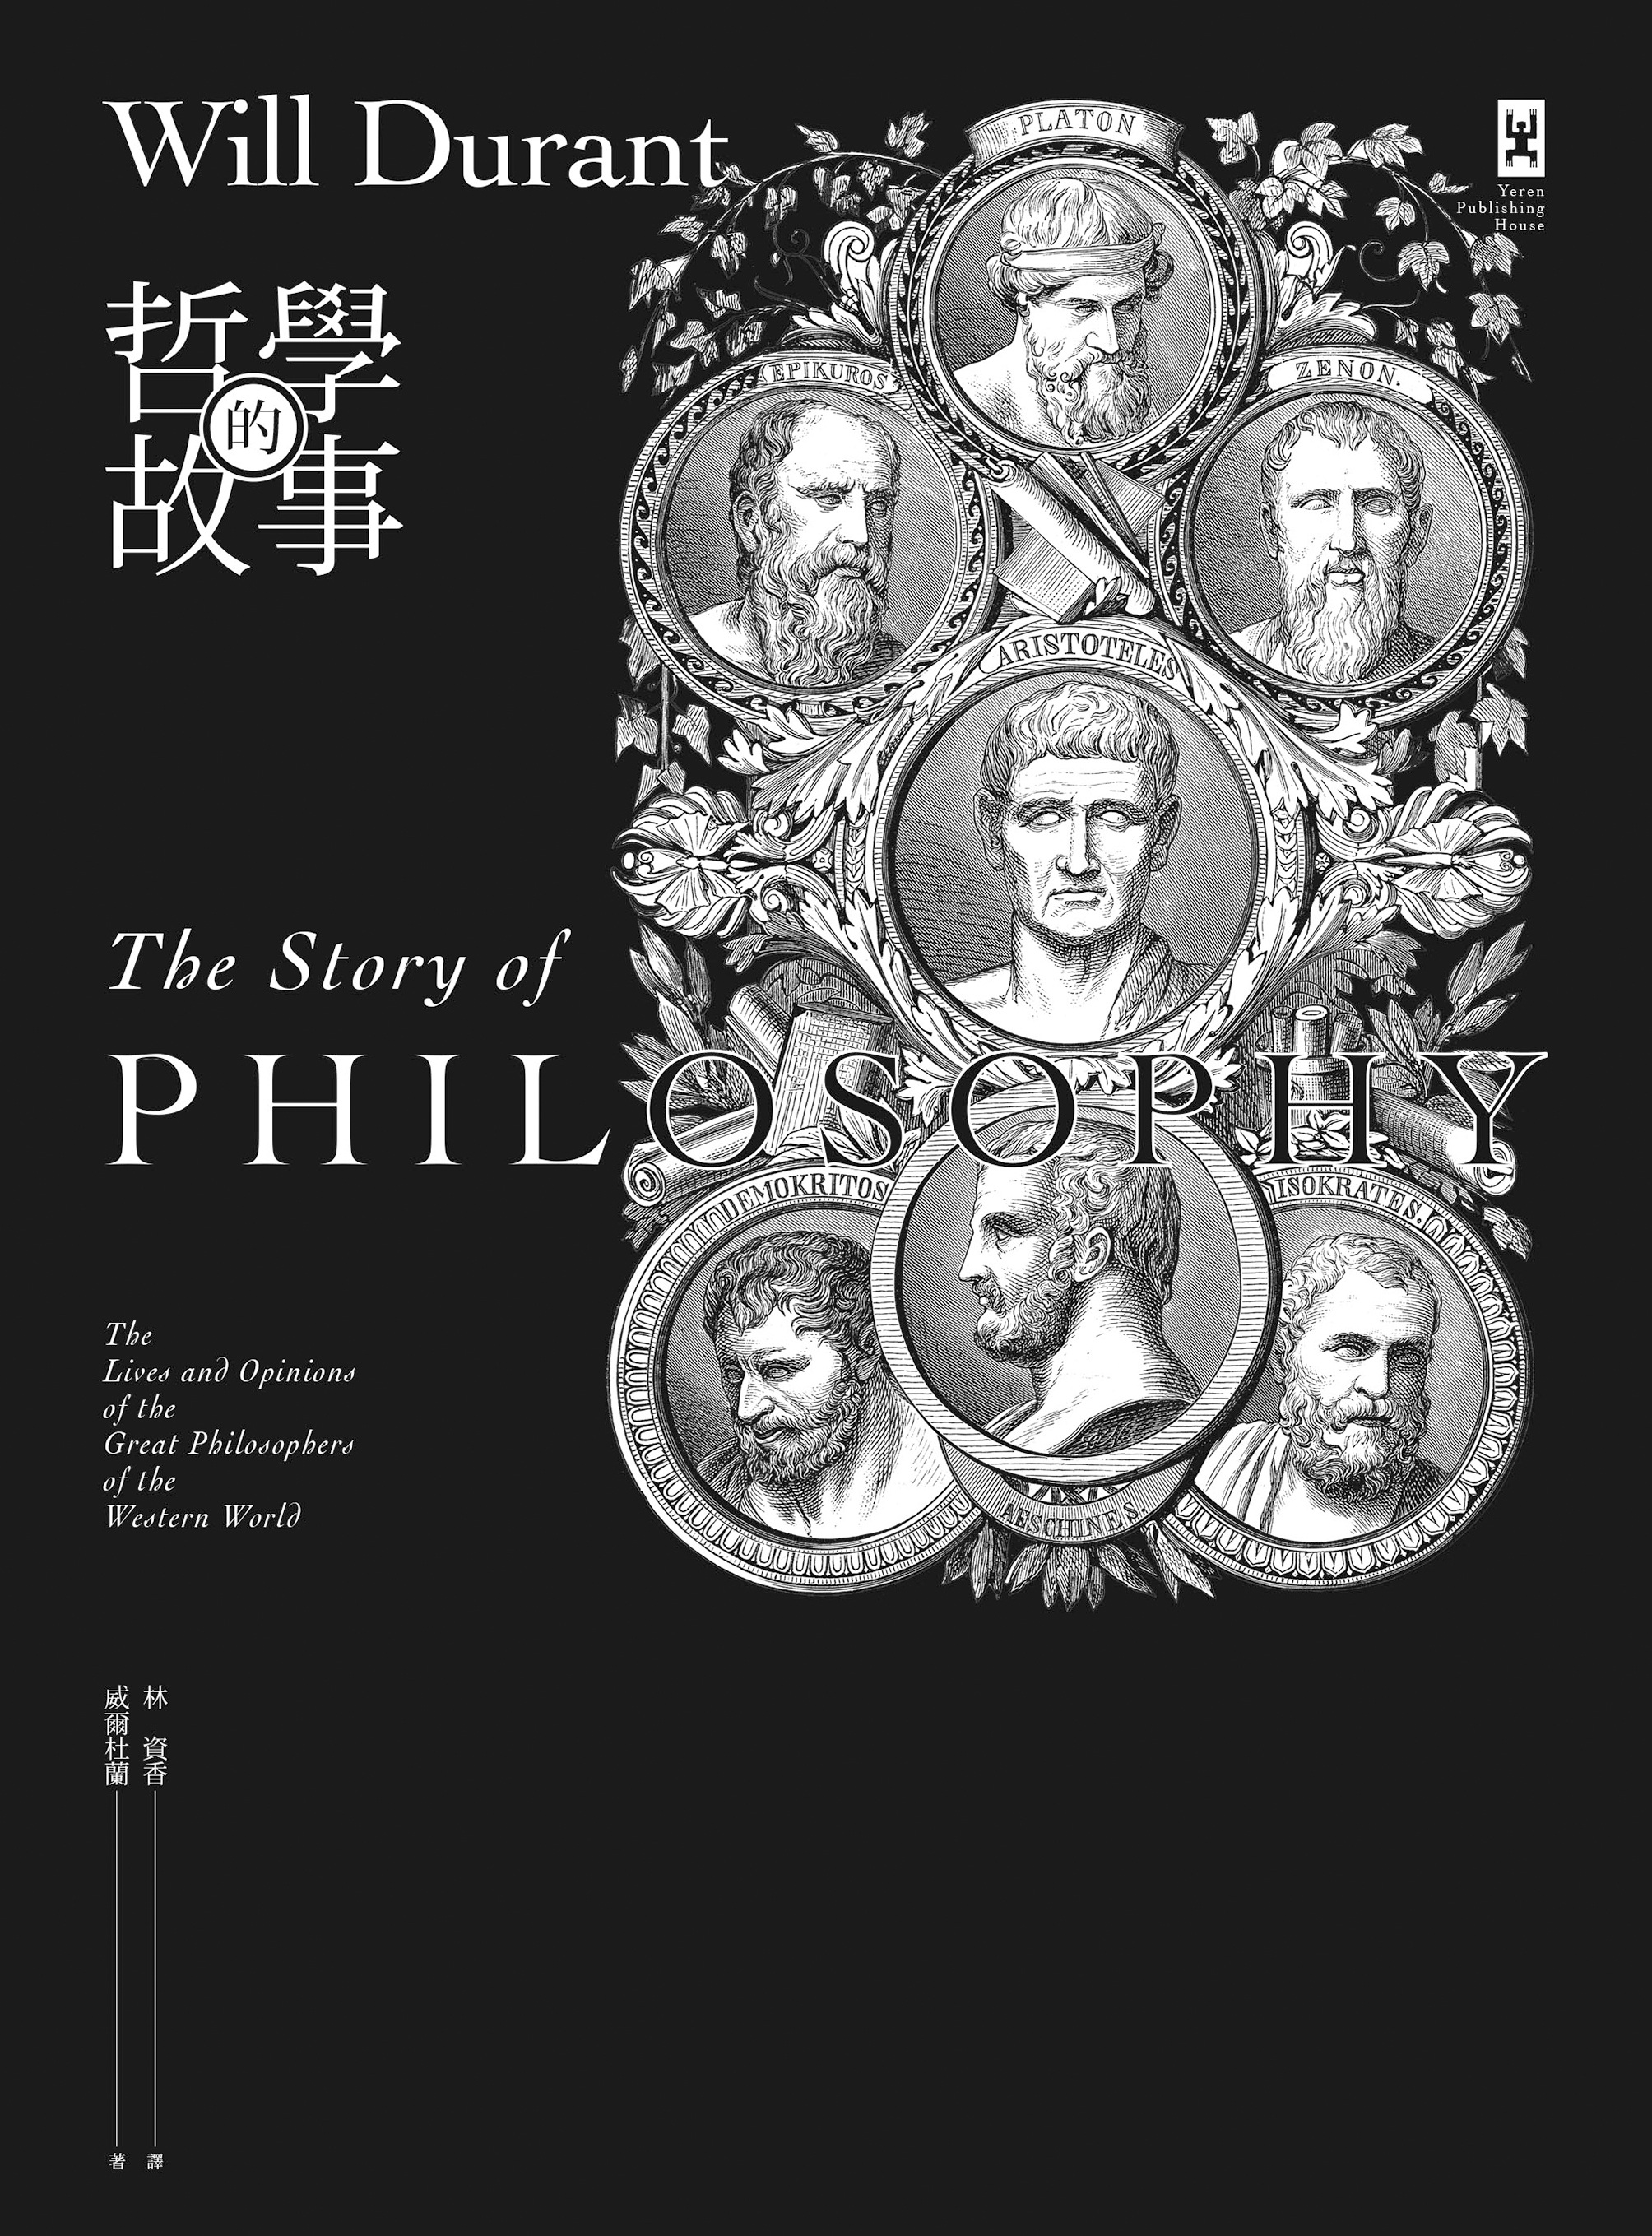 Will Durant
Yeren
Publishing
House
哲學
的
故事
PLATON
EPIKUROS
ZENON.
ARISTOTELES
The Story of
PHILOSOPHY
DEMOKRITOS
ISOKRATES.
AESCHINES.
The
Lives and Opinions
of the
Great Philosophers
of the
Western World
威爾杜蘭 著
林 資香 譯